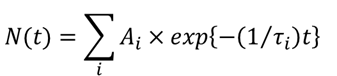 N(t) = ∑ᵢ Aᵢ × exp{−(1/τᵢ)t}